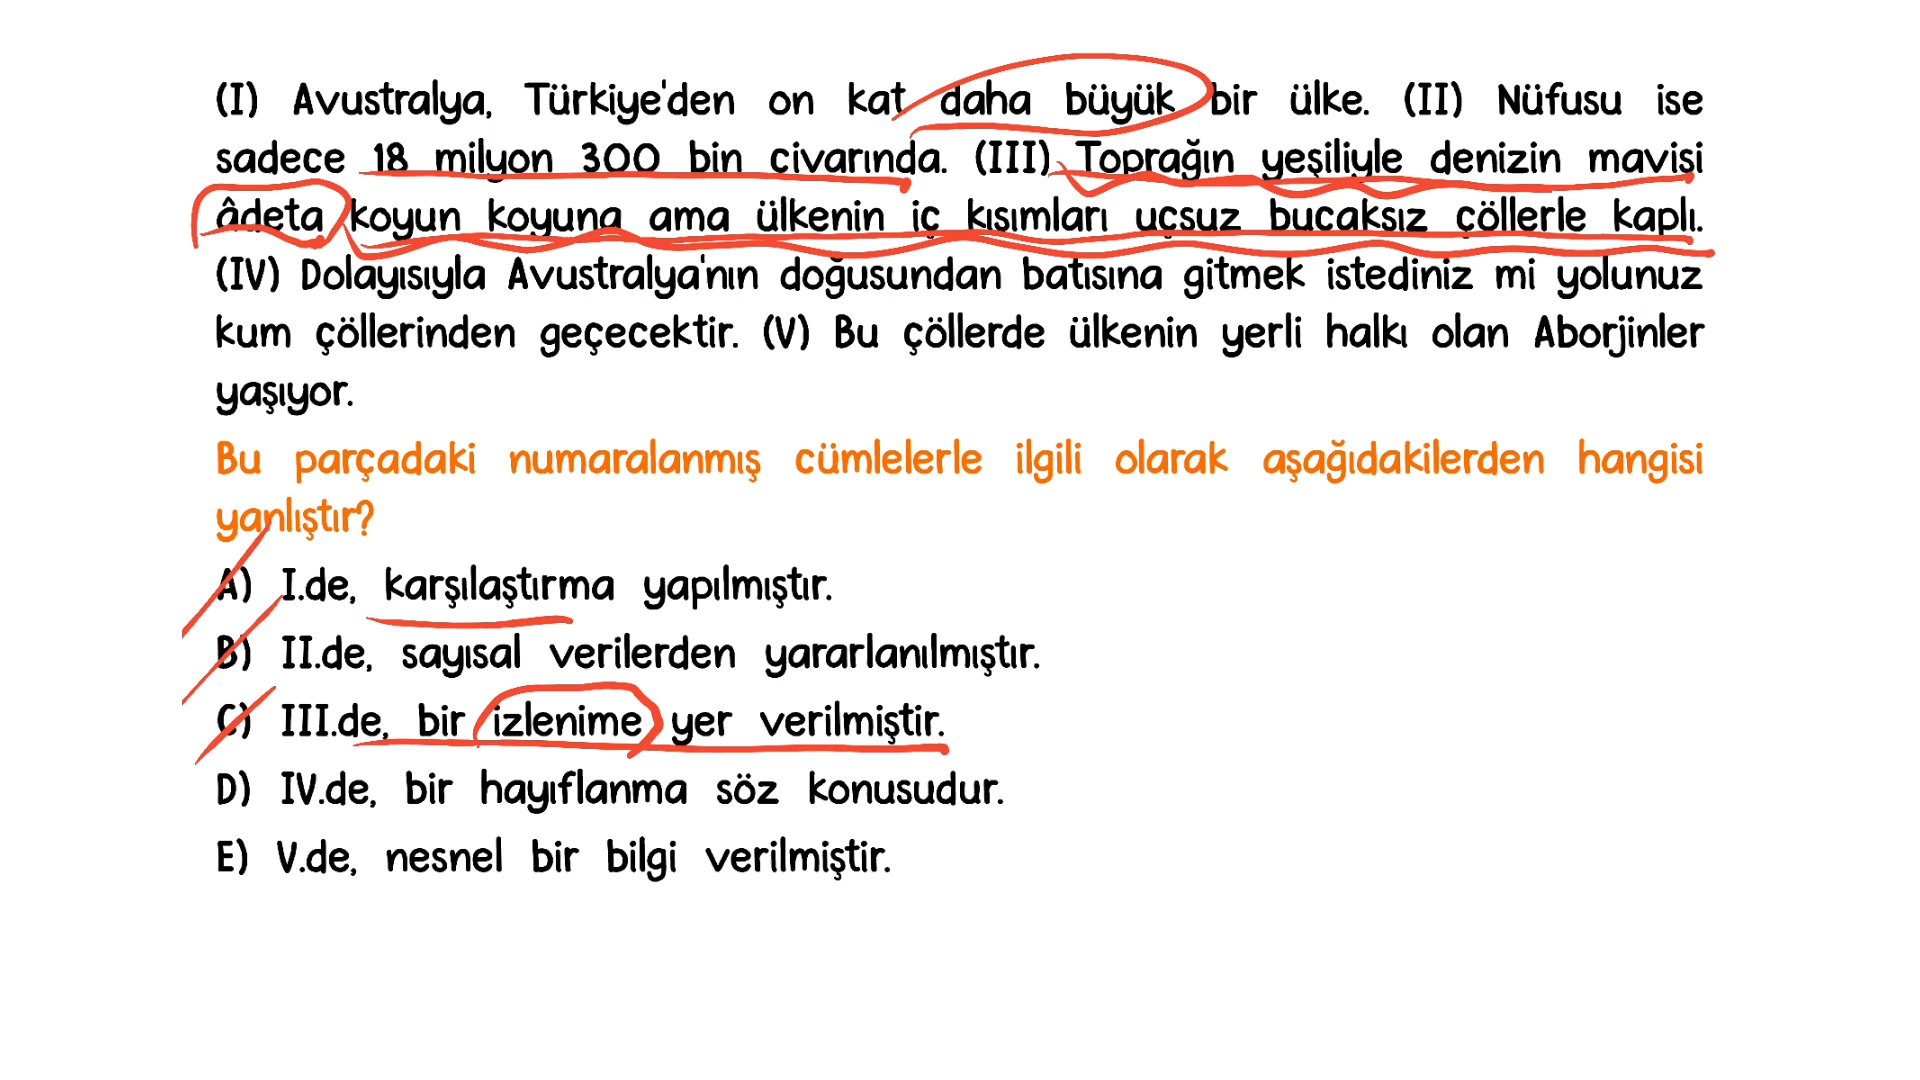 (I) Avustralya, Türkiye'den on kat daha büyük bir ülke. (II) Nüfusu ise
sadece 18 milyon 300 bin civarında. (III) Toprağın yeşiliyle denizin mavisi
âdeta koyun koyuna ama ülkenin iç kısımları uçsuz bucaksız çöllerle kaplı.
(IV) Dolayısıyla Avustralya'nın doğusundan batısına gitmek istediniz mi yolunuz
kum çöllerinden geçecektir. (V) Bu çöllerde ülkenin yerli halkı olan Aborjinler
yaşıyor.
Bu parçadaki numaralanmış cümlelerle ilgili olarak aşağıdakilerden hangisi
yanlıştır?
A) I.de, karşılaştırma yapılmıştır.
B) II.de, sayısal verilerden yararlanılmıştır.
C) III.de, bir izlenime yer verilmiştir.
D) IV.de, bir hayıflanma söz konusudur.
E) V.de, nesnel bir bilgi verilmiştir.